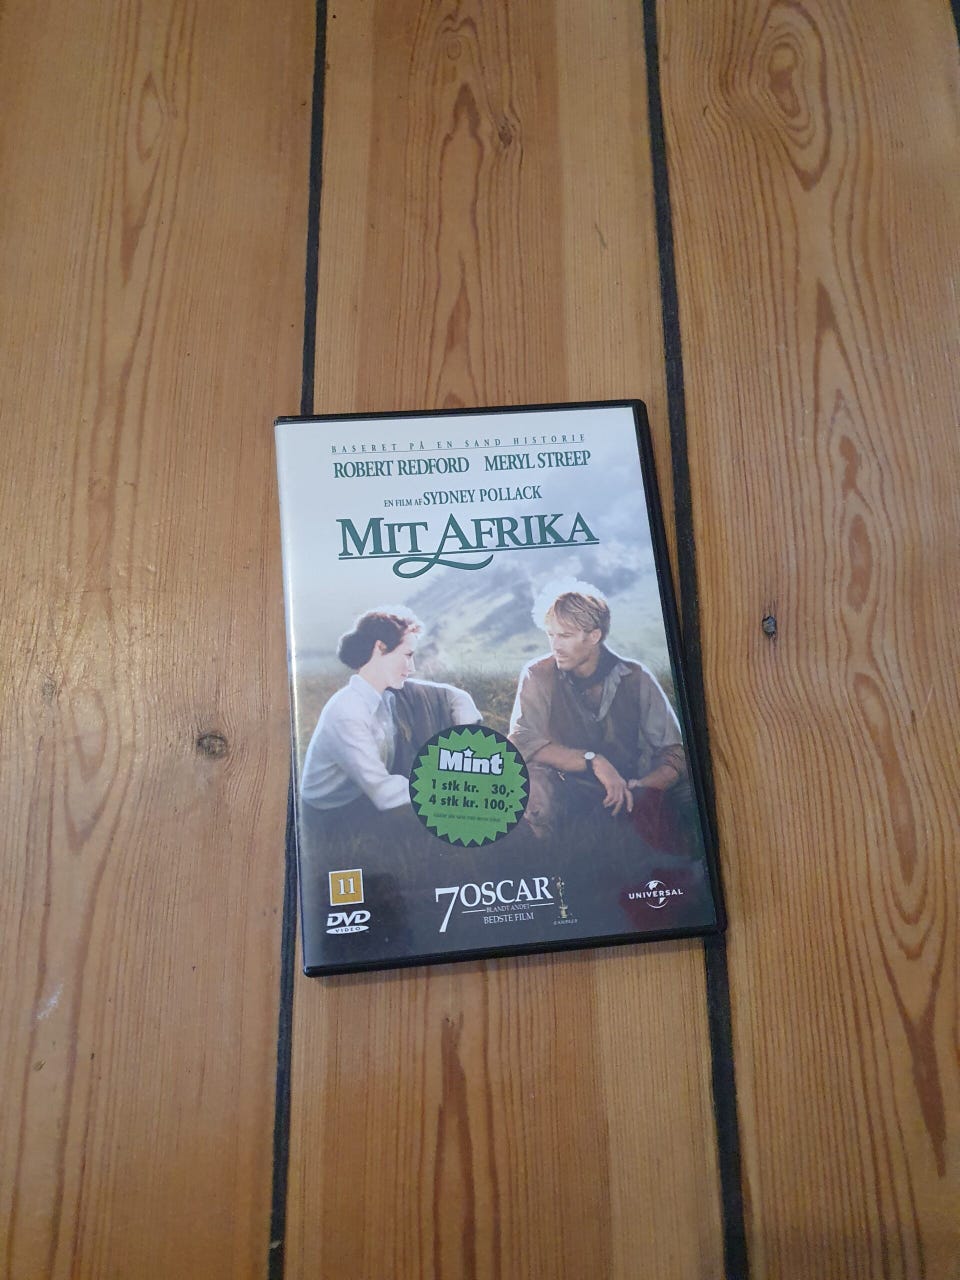 BASERET PÅ EN SAND HISTORIE
ROBERT REDFORD MERYL STREEP
EN FILM AF SYDNEY POLLACK
MIT AFRIKA
Mint
1 stk kr. 30,-
4 stk kr. 100,-
11
DVD
VIDEO
7 OSCAR
BLANDT ANDET
BEDSTE FILM
UNIVERSAL